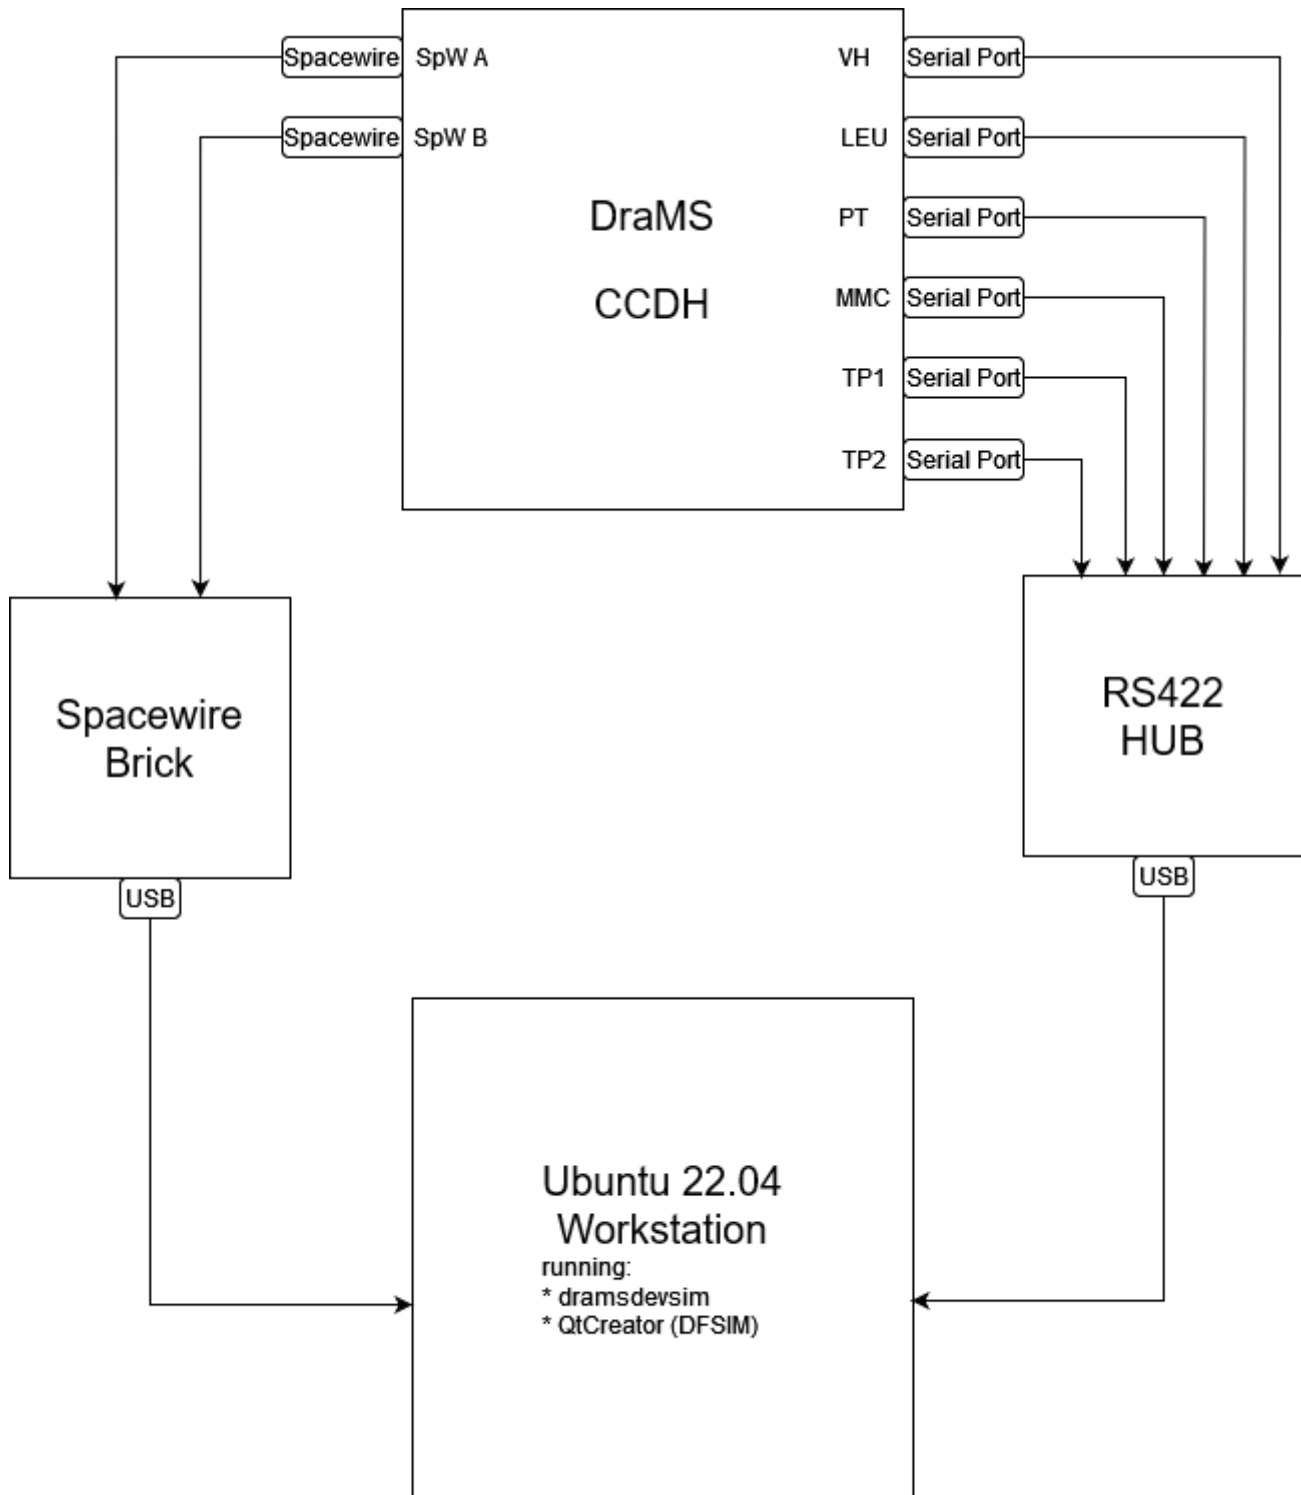 Spacewire SpW A VH Serial Port
Spacewire SpW B LEU Serial Port
DraMS PT Serial Port
CCDH MMC Serial Port
TP1 Serial Port
TP2 Serial Port
Spacewire
Brick
USB
RS422
HUB
USB
Ubuntu 22.04
Workstation
running:
* dramsdevsim
* QtCreator (DFSIM)